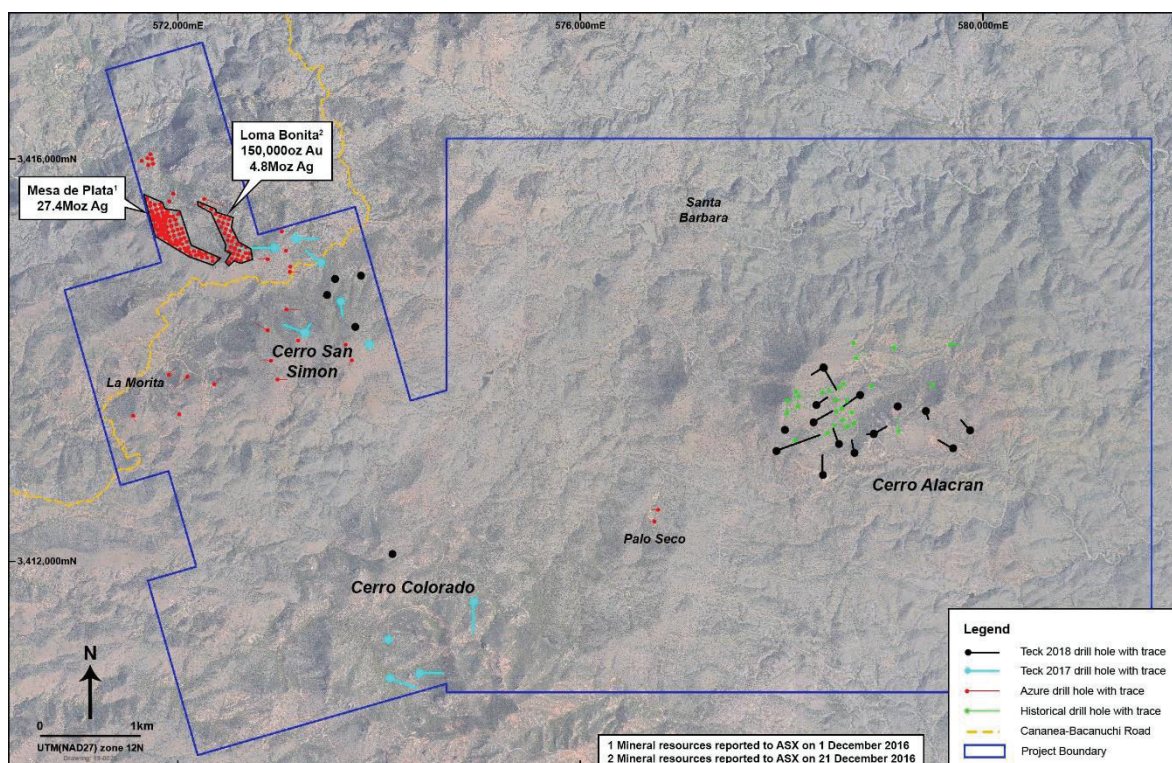 572,000mE
576,000mE
580,000mE
3,416,000mN
Loma Bonita²
150,000oz Au
4.8Moz Ag
Mesa de Plata¹
27.4Moz Ag
Santa
Barbara
Cerro San
Simon
La Morita
Cerro Alacran
Palo Seco
3,412,000mN
Cerro Colorado
N
0 1km
UTM(NAD27) zone 12N
Legend
Teck 2018 drill hole with trace
Teck 2017 drill hole with trace
Azure drill hole with trace
Historical drill hole with trace
Cananea-Bacanuchi Road
Project Boundary
1 Mineral resources reported to ASX on 1 December 2016
2 Mineral resources reported to ASX on 21 December 2016